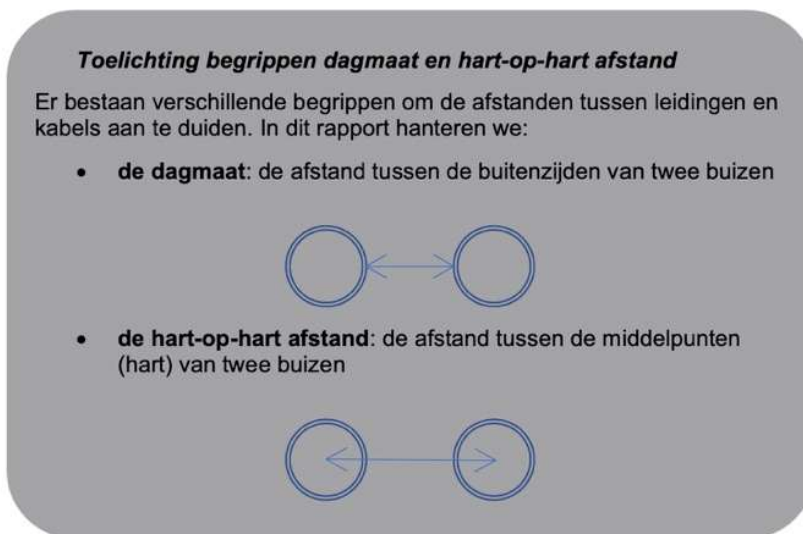 Toelichting begrippen dagmaat en hart-op-hart afstand
Er bestaan verschillende begrippen om de afstanden tussen leidingen en
kabels aan te duiden. In dit rapport hanteren we:
• de dagmaat: de afstand tussen de buitenzijden van twee buizen
• de hart-op-hart afstand: de afstand tussen de middelpunten
(hart) van twee buizen